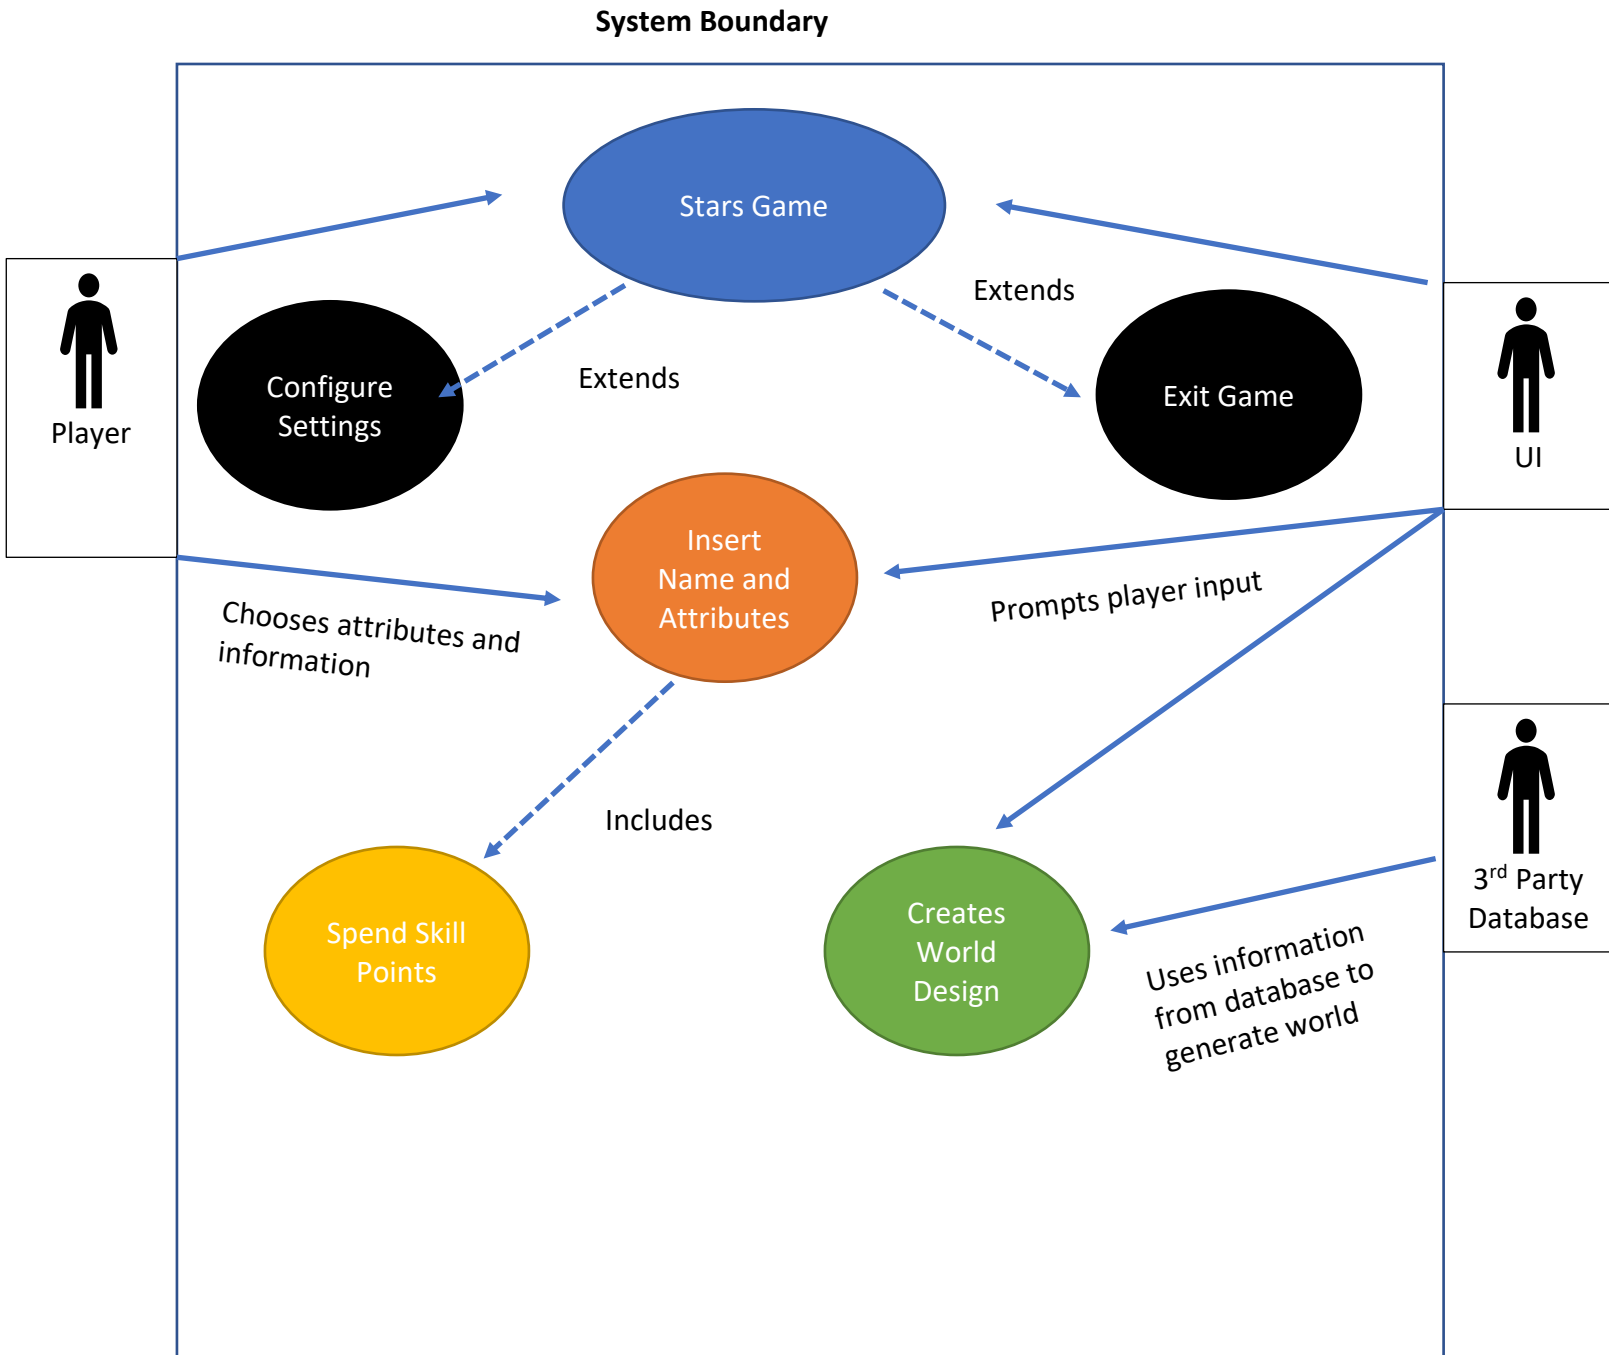 System Boundary
Stars Game
Extends
Extends
Configure
Settings
Exit Game
Player
UI
Insert
Name and
Attributes
Chooses attributes and
information
Prompts player input
Includes
3rd Party
Database
Spend Skill
Points
Creates
World
Design
Uses information
from database to
generate world